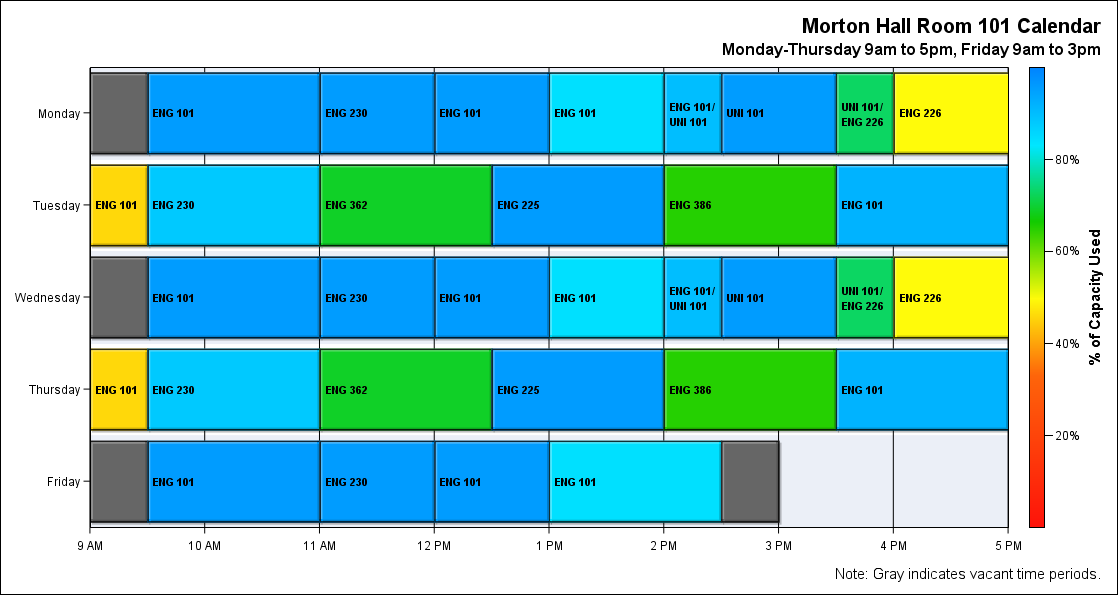 Morton Hall Room 101 Calendar
Monday-Thursday 9am to 5pm, Friday 9am to 3pm
Monday
ENG 101
ENG 230
ENG 101
ENG 101
ENG 101/
UNI 101
UNI 101
UNI 101/
ENG 226
ENG 226
Tuesday
ENG 101
ENG 230
ENG 362
ENG 225
ENG 386
ENG 101
Wednesday
ENG 101
ENG 230
ENG 101
ENG 101
ENG 101/
UNI 101
UNI 101
UNI 101/
ENG 226
ENG 226
Thursday
ENG 101
ENG 230
ENG 362
ENG 225
ENG 386
ENG 101
Friday
ENG 101
ENG 230
ENG 101
ENG 101
9 AM
10 AM
11 AM
12 PM
1 PM
2 PM
3 PM
4 PM
5 PM
80%
60%
40%
20%
% of Capacity Used
Note: Gray indicates vacant time periods.